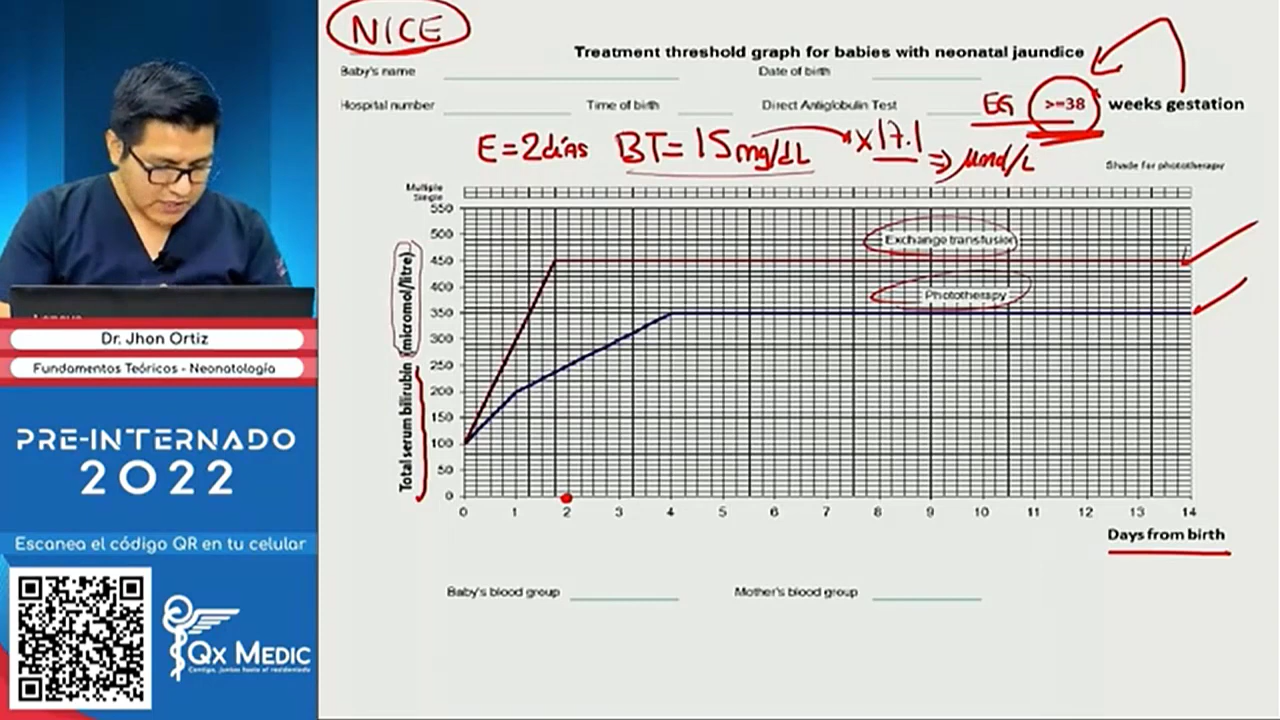 NICE
Treatment threshold graph for babies with neonatal jaundice
Baby's name
Date of birth
Hospital number
Time of birth
Direct Antiglobulin Test
EG >=38 weeks gestation
E=2días BT=15mg/dL x17.1 => μmol/L
Shade for phototherapy
Multiple
Single
550
500
450
400
350
300
250
200
150
100
50
0
Total serum bilirubin (micromol/litre)
Exchange transfusion
Phototherapy
0 1 2 3 4 5 6 7 8 9 10 11 12 13 14
Days from birth
Baby's blood group
Mother's blood group
Dr. Jhon Ortiz
Fundamentos Teóricos - Neonatología
PRE-INTERNADO
2022
Escanea el código QR en tu celular
QX MEDIC
Contigo, juntos hasta el residentado